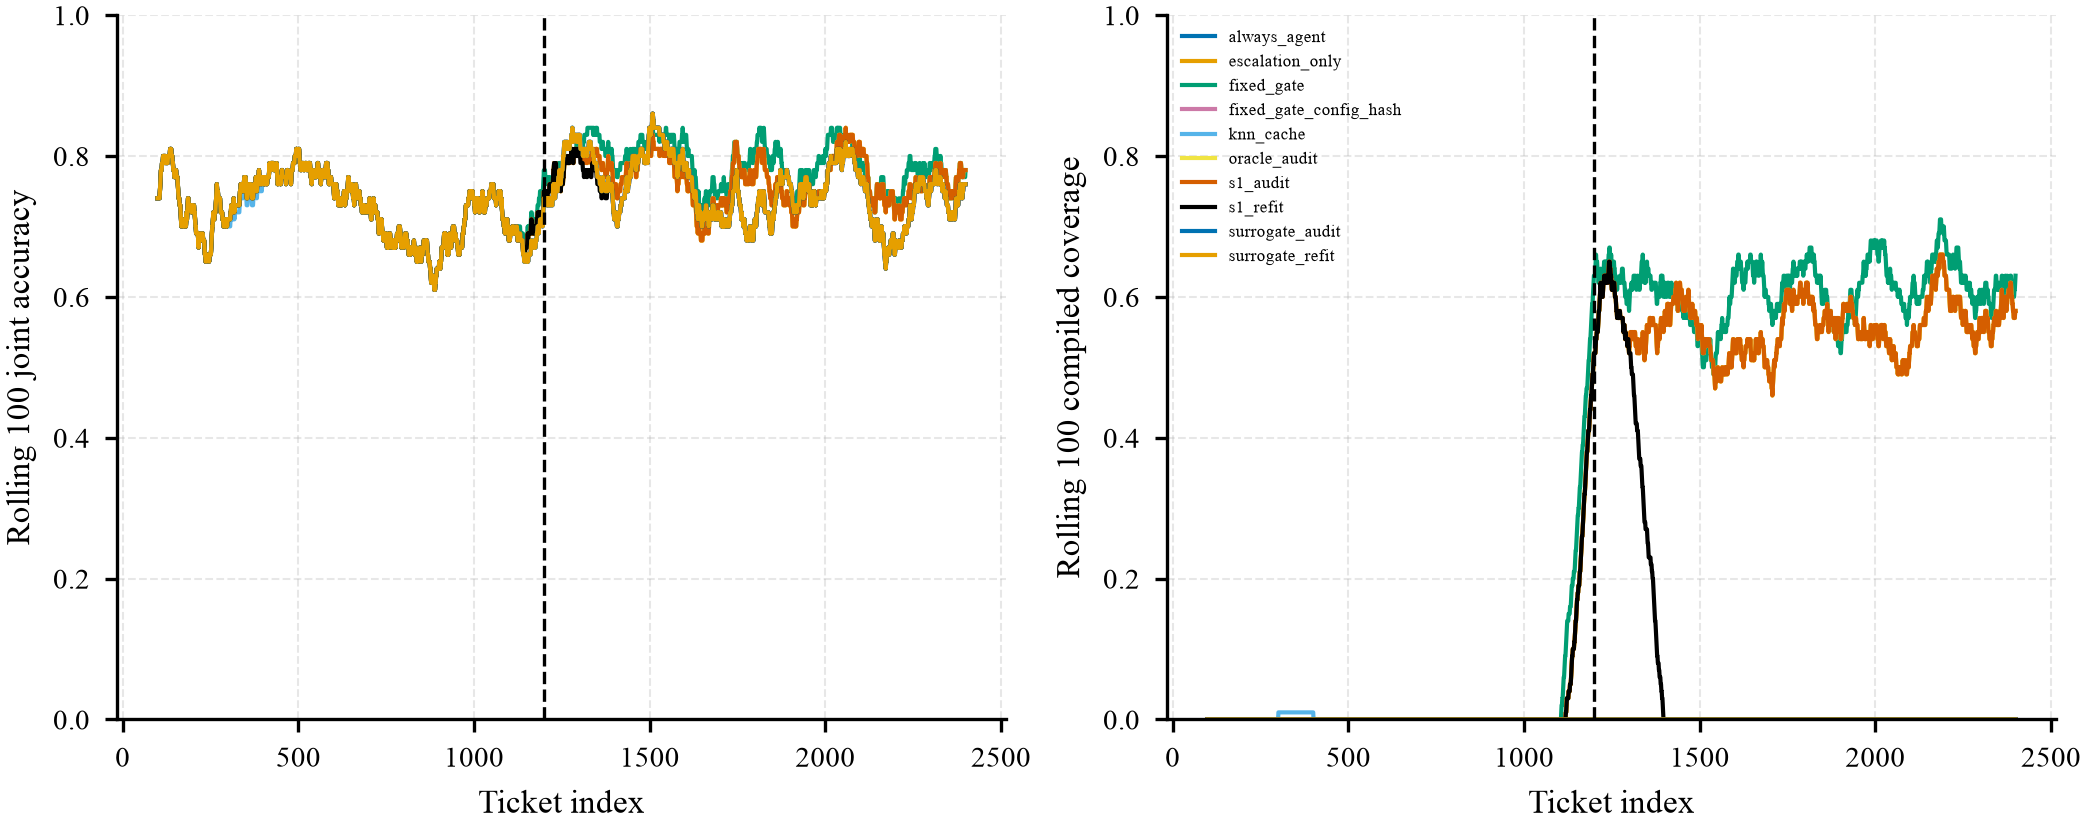 Rolling 100 joint accuracy
1.0
0.8
0.6
0.4
0.2
0.0
0 500 1000 1500 2000 2500
Ticket index
Rolling 100 compiled coverage
1.0
0.8
0.6
0.4
0.2
0.0
always_agent
escalation_only
fixed_gate
fixed_gate_config_hash
knn_cache
oracle_audit
s1_audit
s1_refit
surrogate_audit
surrogate_refit
0 500 1000 1500 2000 2500
Ticket index